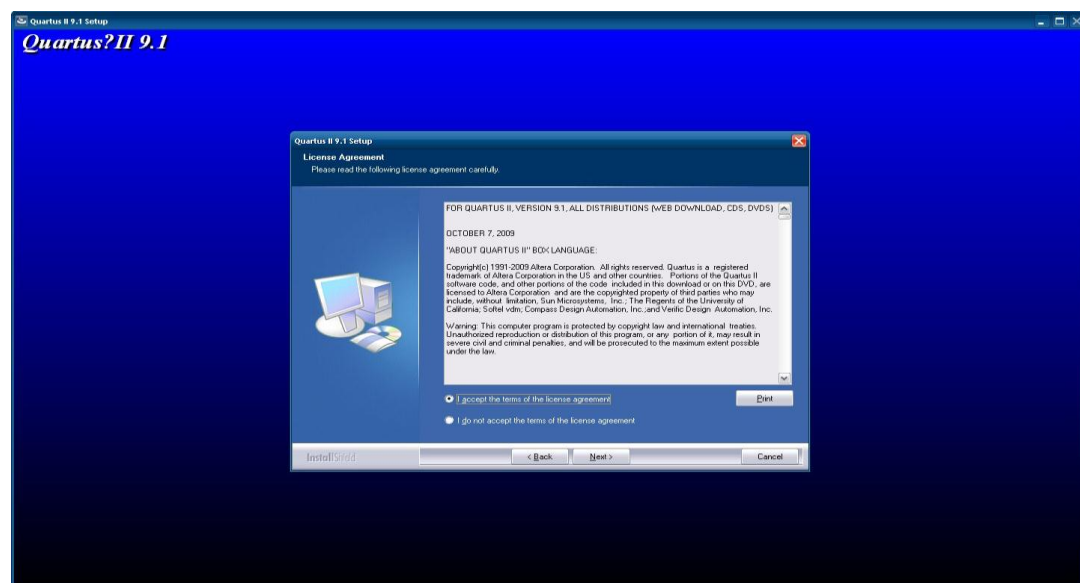 Quartus II 9.1 Setup
Quartus?II 9.1
Quartus II 9.1 Setup
License Agreement
Please read the following license agreement carefully.
FOR QUARTUS II, VERSION 9.1, ALL DISTRIBUTIONS (WEB DOWNLOAD, CDS, DVDS)
OCTOBER 7, 2009
"ABOUT QUARTUS II" BOX LANGUAGE:
Copyright(c) 1991-2009 Altera Corporation. All rights reserved. Quartus is a registered
trademark of Altera Corporation in the US and other countries. Portions of the Quartus II
software code, and other portions of the code included in this download or on this DVD, are
licensed to Altera Corporation and are the copyrighted property of third parties who may
include, without limitation, Sun Microsystems, Inc.; The Regents of the University of
California; Softel vdm; Compass Design Automation, Inc.;and Verific Design Automation, Inc.
Warning: This computer program is protected by copyright law and international treaties.
Unauthorized reproduction or distribution of this program, or any portion of it, may result in
severe civil and criminal penalties, and will be prosecuted to the maximum extent possible
under the law.
I accept the terms of the license agreement
Print
I do not accept the terms of the license agreement
InstallShield
< Back
Next >
Cancel